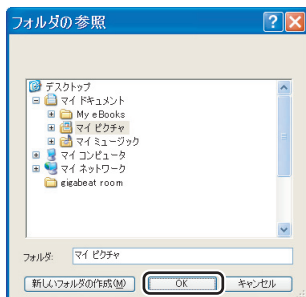 フォルダの参照
デスクトップ
マイ ドキュメント
My eBooks
マイ ピクチャ
マイ ミュージック
マイ コンピュータ
マイ ネットワーク
gigabeat room
フォルダ: マイ ピクチャ
新しいフォルダの作成(M) OK キャンセル